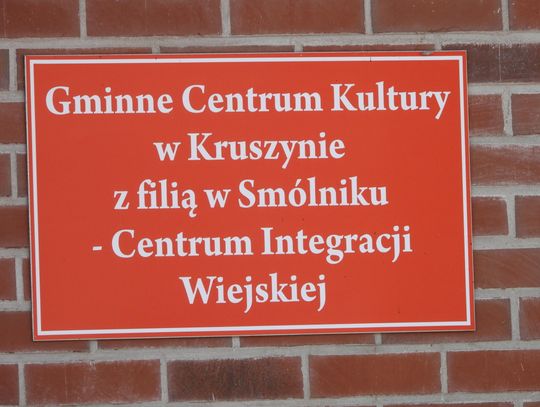 Gminne Centrum Kultury
w Kruszynie
z filią w Smólniku
- Centrum Integracji
Wiejskiej